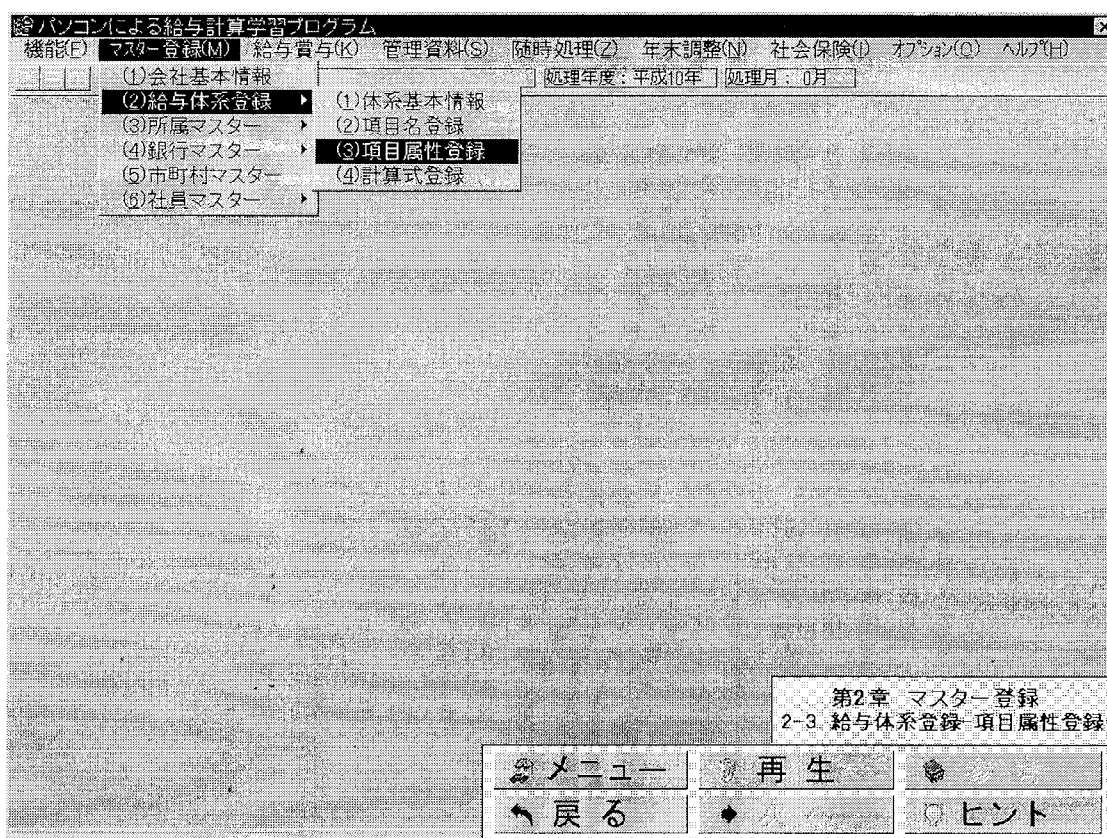 パソコンによる給与計算学習プログラム
機能(F) マスター登録(M) 給与賞与(K) 管理資料(S) 随時処理(Z) 年末調整(N) 社会保険(I) オプション(O) ヘルプ(H)
処理年度：平成10年 処理月： 0月
(1)会社基本情報
(2)給与体系登録
(3)所属マスター
(4)銀行マスター
(5)市町村マスター
(6)社員マスター
(1)体系基本情報
(2)項目名登録
(3)項目属性登録
(4)計算式登録
第2章 マスター登録
2-3 給与体系登録-項目属性登録
メニュー 再生
戻る ヒント